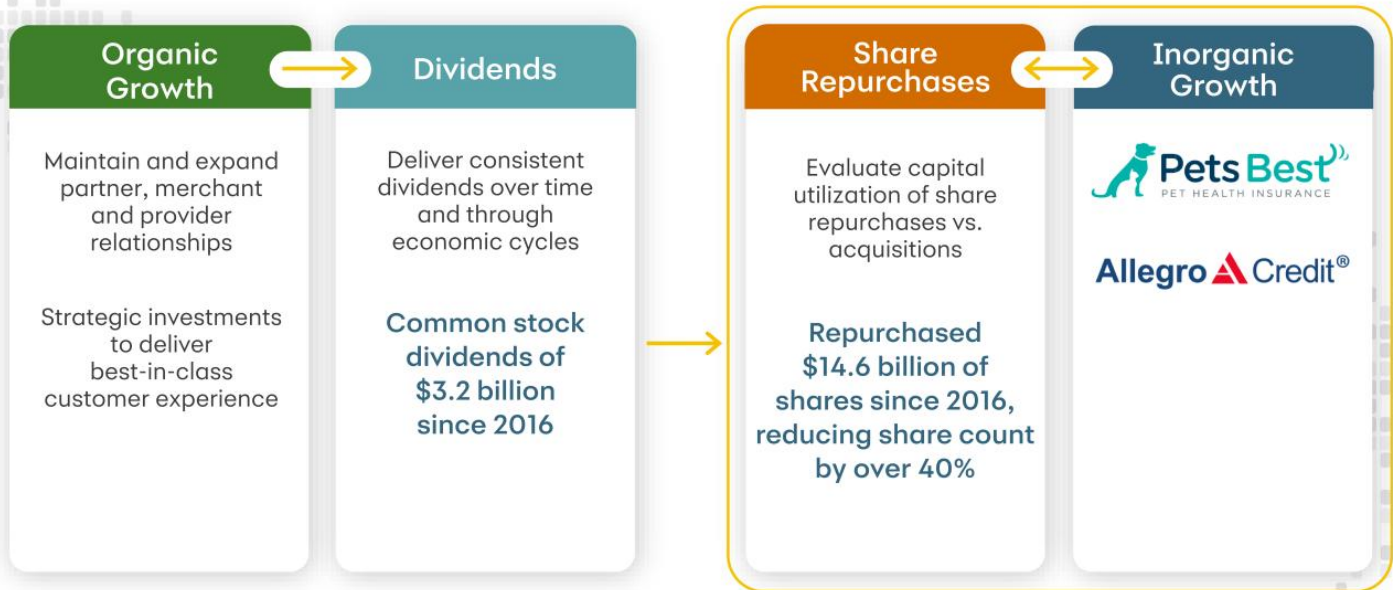 Organic
Growth
Maintain and expand
partner, merchant
and provider
relationships
Strategic investments
to deliver
best-in-class
customer experience
Dividends
Deliver consistent
dividends over time
and through
economic cycles
Common stock
dividends of
$3.2 billion
since 2016
Share
Repurchases
Evaluate capital
utilization of share
repurchases vs.
acquisitions
Repurchased
$14.6 billion of
shares since 2016,
reducing share count
by over 40%
Inorganic
Growth
Pets Best
PET HEALTH INSURANCE
Allegro Credit®